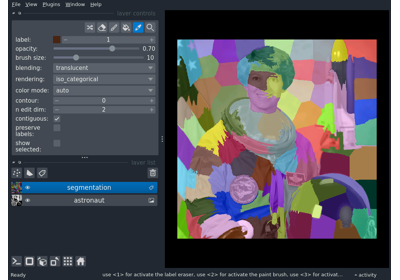 File View Plugins Window Help
layer controls
label: 1
opacity: 0.70
brush size: 10
blending: translucent
rendering: iso_categorical
color mode: auto
contour: 0
n edit dim: 2
contiguous:
preserve
labels:
show
selected:
layer list
segmentation
astronaut
Ready use <1> for activate the label eraser, use <2> for activate the paint brush, use <3> for activat... activity